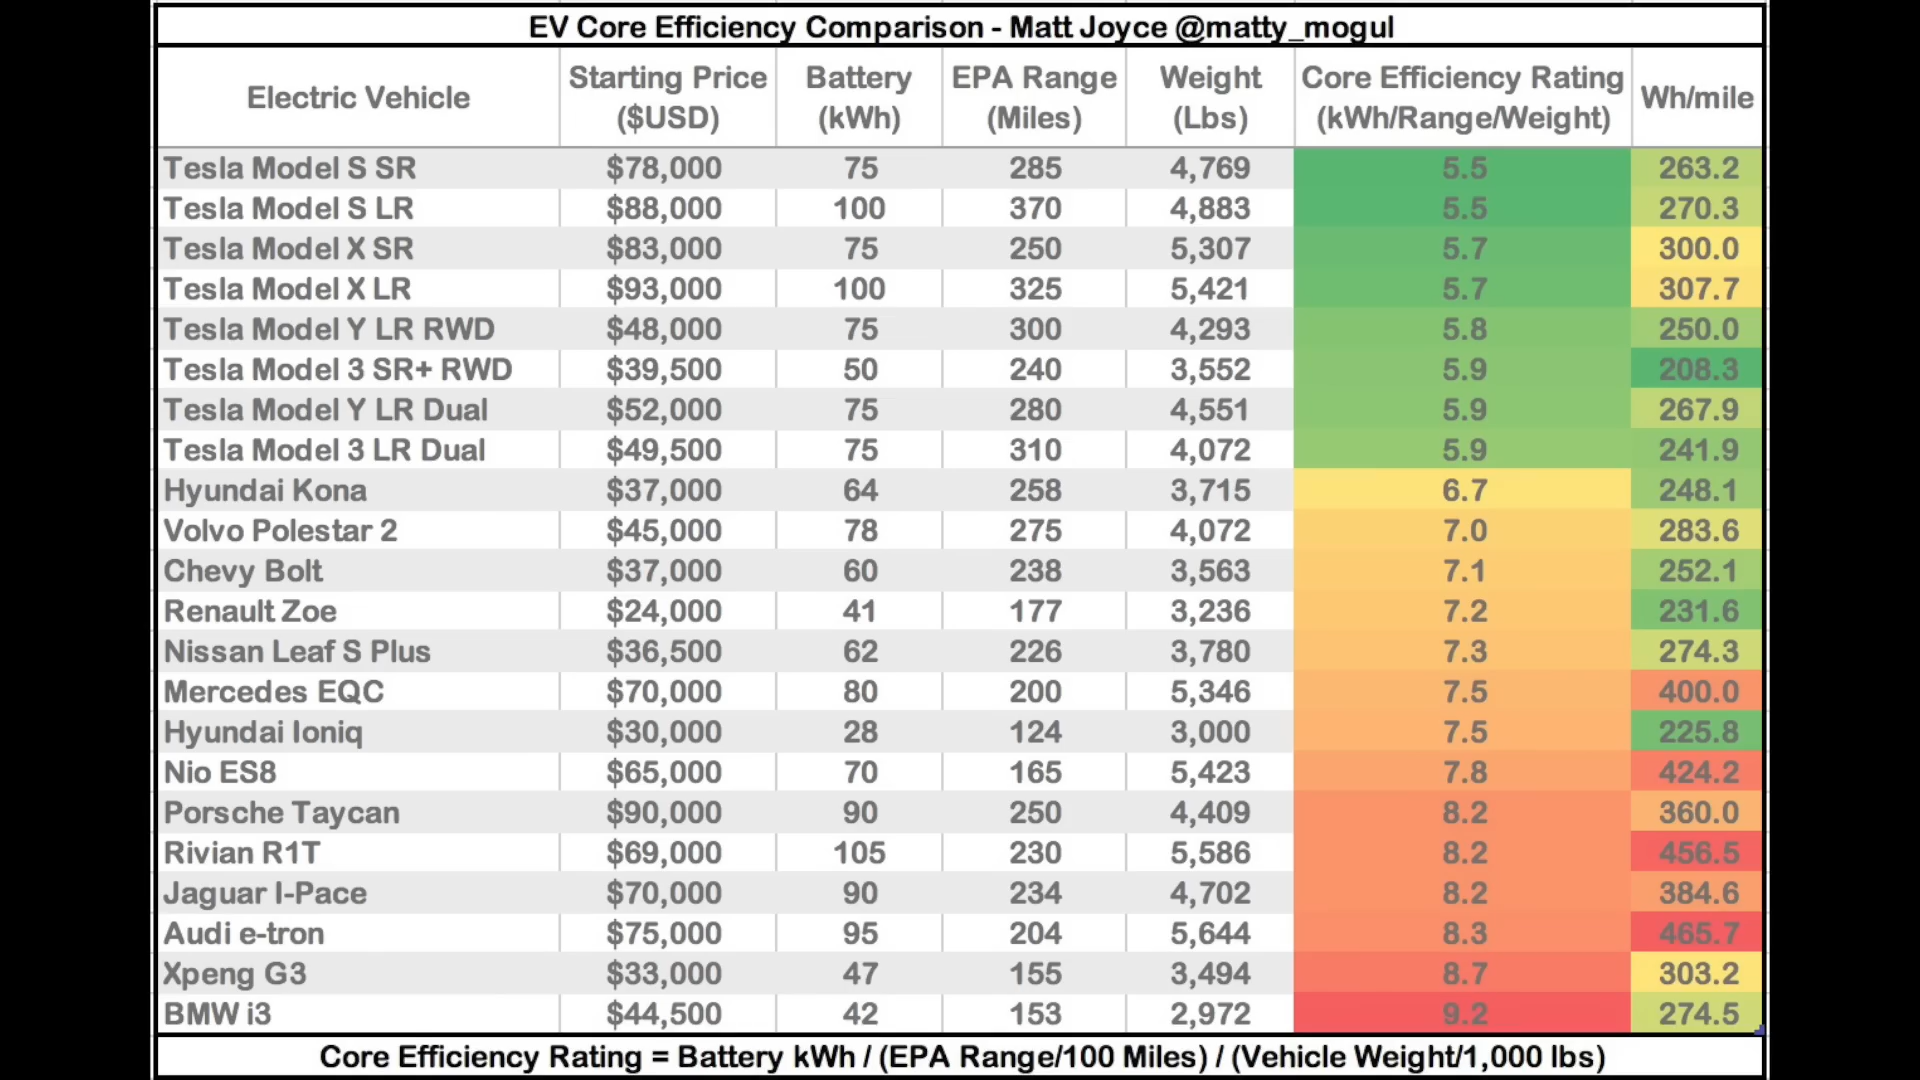 EV Core Efficiency Comparison - Matt Joyce @matty_mogul
Electric Vehicle Starting Price ($USD) Battery (kWh) EPA Range (Miles) Weight (Lbs) Core Efficiency Rating (kWh/Range/Weight) Wh/mile
Tesla Model S SR $78,000 75 285 4,769 5.5 263.2
Tesla Model S LR $88,000 100 370 4,883 5.5 270.3
Tesla Model X SR $83,000 75 250 5,307 5.7 300.0
Tesla Model X LR $93,000 100 325 5,421 5.7 307.7
Tesla Model Y LR RWD $48,000 75 300 4,293 5.8 250.0
Tesla Model 3 SR+ RWD $39,500 50 240 3,552 5.9 208.3
Tesla Model Y LR Dual $52,000 75 280 4,551 5.9 267.9
Tesla Model 3 LR Dual $49,500 75 310 4,072 5.9 241.9
Hyundai Kona $37,000 64 258 3,715 6.7 248.1
Volvo Polestar 2 $45,000 78 275 4,072 7.0 283.6
Chevy Bolt $37,000 60 238 3,563 7.1 252.1
Renault Zoe $24,000 41 177 3,236 7.2 231.6
Nissan Leaf S Plus $36,500 62 226 3,780 7.3 274.3
Mercedes EQC $70,000 80 200 5,346 7.5 400.0
Hyundai Ioniq $30,000 28 124 3,000 7.5 225.8
Nio ES8 $65,000 70 165 5,423 7.8 424.2
Porsche Taycan $90,000 90 250 4,409 8.2 360.0
Rivian R1T $69,000 105 230 5,586 8.2 456.5
Jaguar I-Pace $70,000 90 234 4,702 8.2 384.6
Audi e-tron $75,000 95 204 5,644 8.3 465.7
Xpeng G3 $33,000 47 155 3,494 8.7 303.2
BMW i3 $44,500 42 153 2,972 9.2 274.5
Core Efficiency Rating = Battery kWh / (EPA Range/100 Miles) / (Vehicle Weight/1,000 lbs)